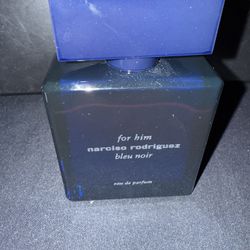 for him
narciso rodriguez
bleu noir
eau de parfum